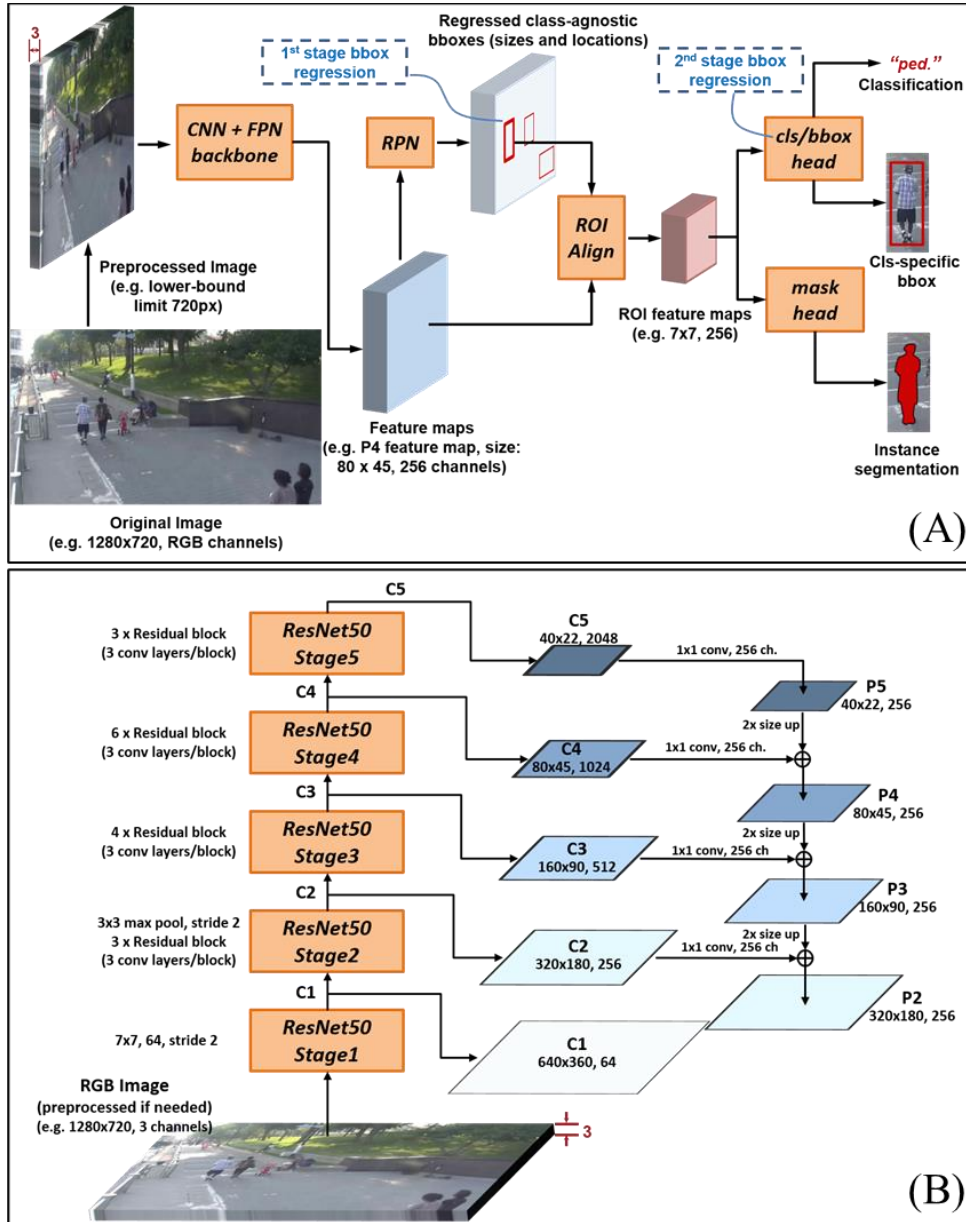 3
Regressed class-agnostic
bboxes (sizes and locations)
1st stage bbox
regression
2nd stage bbox
regression
"ped."
Classification
CNN + FPN
backbone
RPN
cls/bbox
head
ROI
Align
Cls-specific
bbox
Preprocessed Image
(e.g. lower-bound
limit 720px)
ROI feature maps
(e.g. 7x7, 256)
mask
head
Feature maps
(e.g. P4 feature map, size:
80 x 45, 256 channels)
Instance
segmentation
Original Image
(e.g. 1280x720, RGB channels)
(A)
C5
3 x Residual block
(3 conv layers/block)
ResNet50
Stage5
C5
40x22, 2048
1x1 conv, 256 ch.
P5
40x22, 256
C4
2x size up
6 x Residual block
(3 conv layers/block)
ResNet50
Stage4
C4
80x45, 1024
1x1 conv, 256 ch.
P4
80x45, 256
C3
2x size up
4 x Residual block
(3 conv layers/block)
ResNet50
Stage3
C3
160x90, 512
1x1 conv, 256 ch
P3
160x90, 256
C2
2x size up
3x3 max pool, stride 2
3 x Residual block
(3 conv layers/block)
ResNet50
Stage2
C2
320x180, 256
1x1 conv, 256 ch
P2
320x180, 256
C1
7x7, 64, stride 2
ResNet50
Stage1
C1
640x360, 64
RGB Image
(preprocessed if needed)
(e.g. 1280x720, 3 channels)
3
(B)